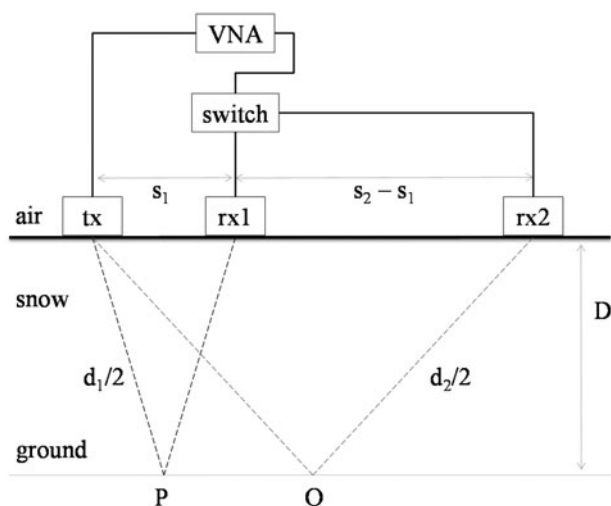 VNA
switch
s1
s2 – s1
air
tx
rx1
rx2
snow
D
d1/2
d2/2
ground
P
O